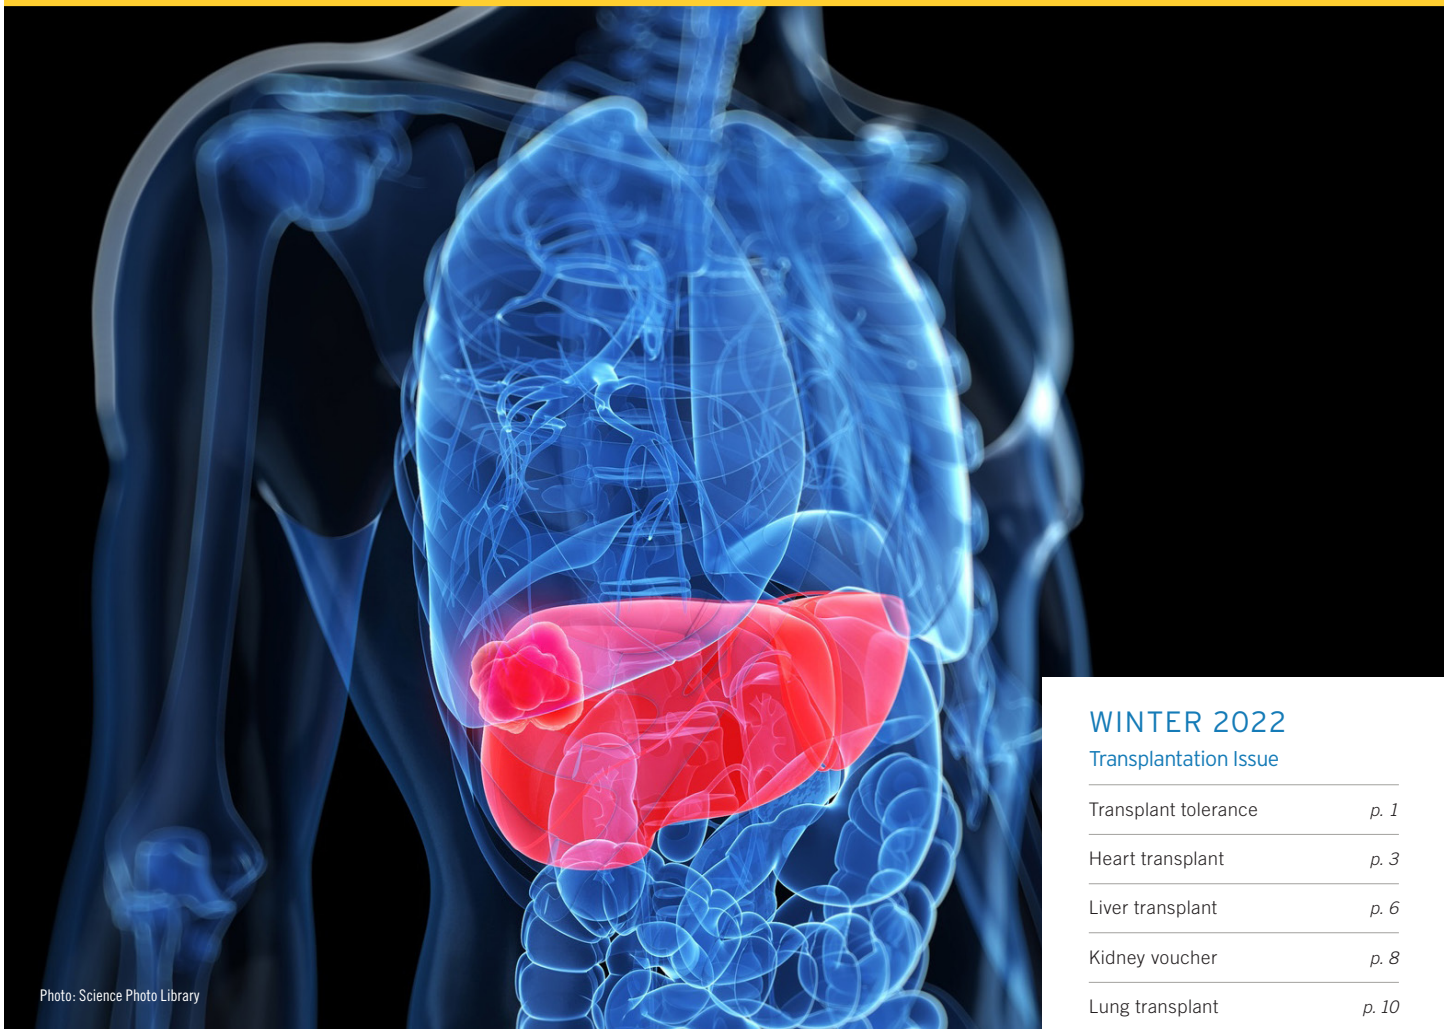 WINTER 2022
Transplantation Issue
Transplant tolerance p. 1
Heart transplant p. 3
Liver transplant p. 6
Kidney voucher p. 8
Lung transplant p. 10
Photo: Science Photo Library